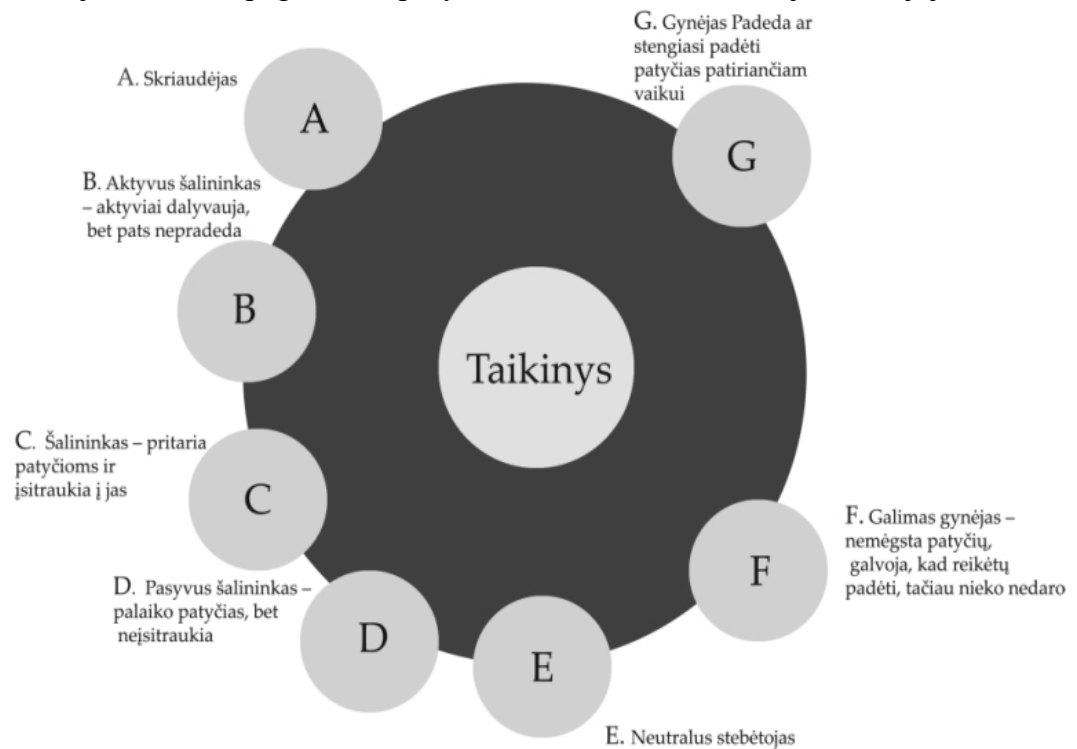 G. Gynėjas Padeda ar
stengiasi padėti
patyčias patiriančiam
vaikui
A. Skriaudėjas
A
G
B. Aktyvus šalininkas
– aktyviai dalyvauja,
bet pats nepradeda
B
Taikinys
C. Šalininkas – pritaria
patyčioms ir
įsitraukia į jas
C
F. Galimas gynėjas –
nemėgsta patyčių,
galvoja, kad reikėtų
padėti, tačiau nieko nedaro
F
D. Pasyvus šalininkas –
palaiko patyčias, bet
neįsitraukia
D
E
E. Neutralus stebėtojas